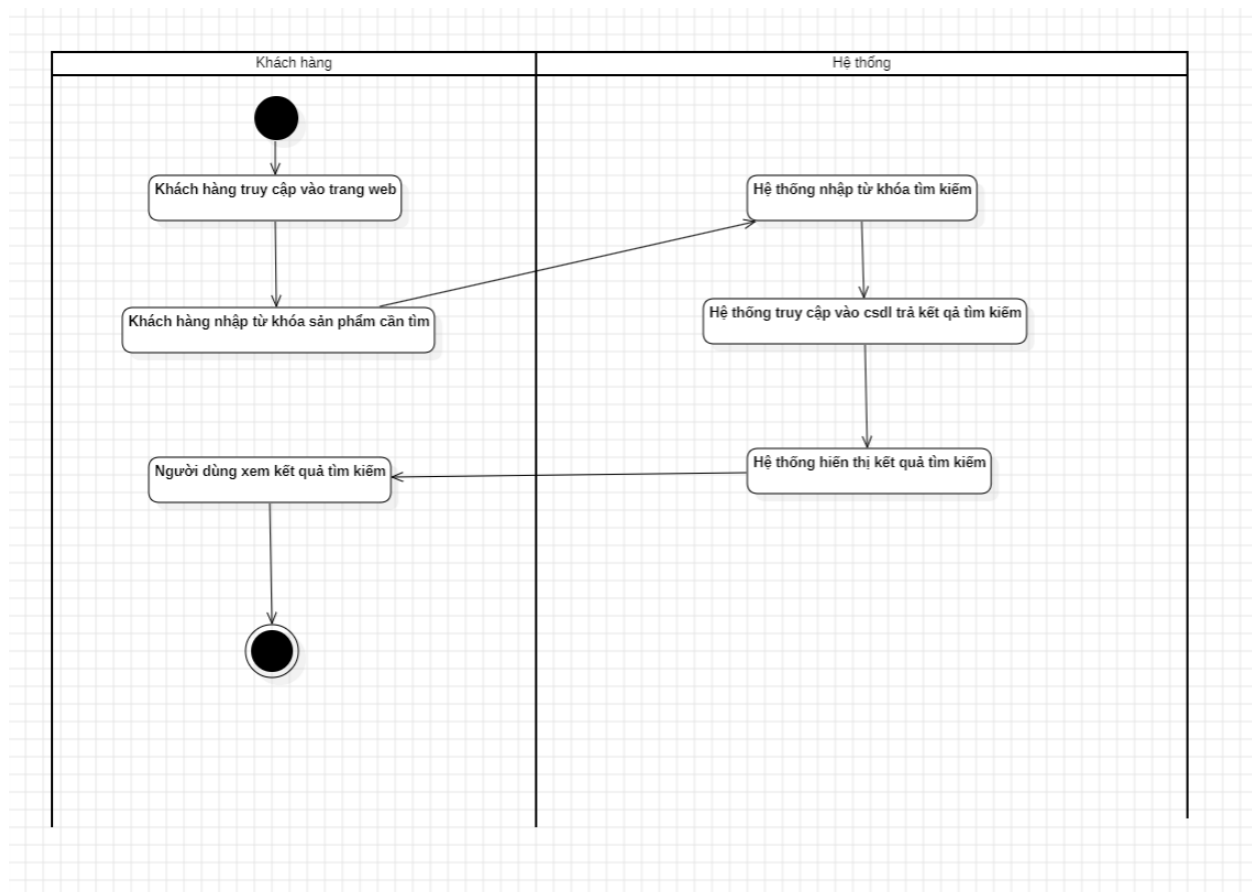 Khách hàng
Hệ thống
Khách hàng truy cập vào trang web
Hệ thống nhập từ khóa tìm kiếm
Khách hàng nhập từ khóa sản phẩm cần tìm
Hệ thống truy cập vào csdl trả kết qả tìm kiếm
Người dùng xem kết quả tìm kiếm
Hệ thống hiển thị kết quả tìm kiếm